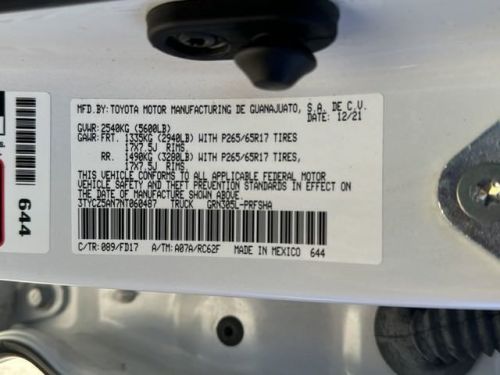 MFD.BY: TOYOTA MOTOR MANUFACTURING DE GUANAJUATO, S.A. DE C.V.
DATE: 12/21
GVWR: 2540KG (5600LB)
GAWR: FRT. 1335KG (2940LB) WITH P265/65R17 TIRES
17X7.5J RIMS
RR. 1490KG (3280LB) WITH P265/65R17 TIRES,
17X7.5J RIMS.
THIS VEHICLE CONFORMS TO ALL APPLICABLE FEDERAL MOTOR
VEHICLE SAFETY AND THEFT PREVENTION STANDARDS IN EFFECT ON
THE DATE OF MANUFACTURE SHOWN ABOVE.
3TYCZ5AN7NT060487 TRUCK GRN305L-PRFSHA
C/TR: 089/FD17 A/TM: A07A/RC62F MADE IN MEXICO 644
644